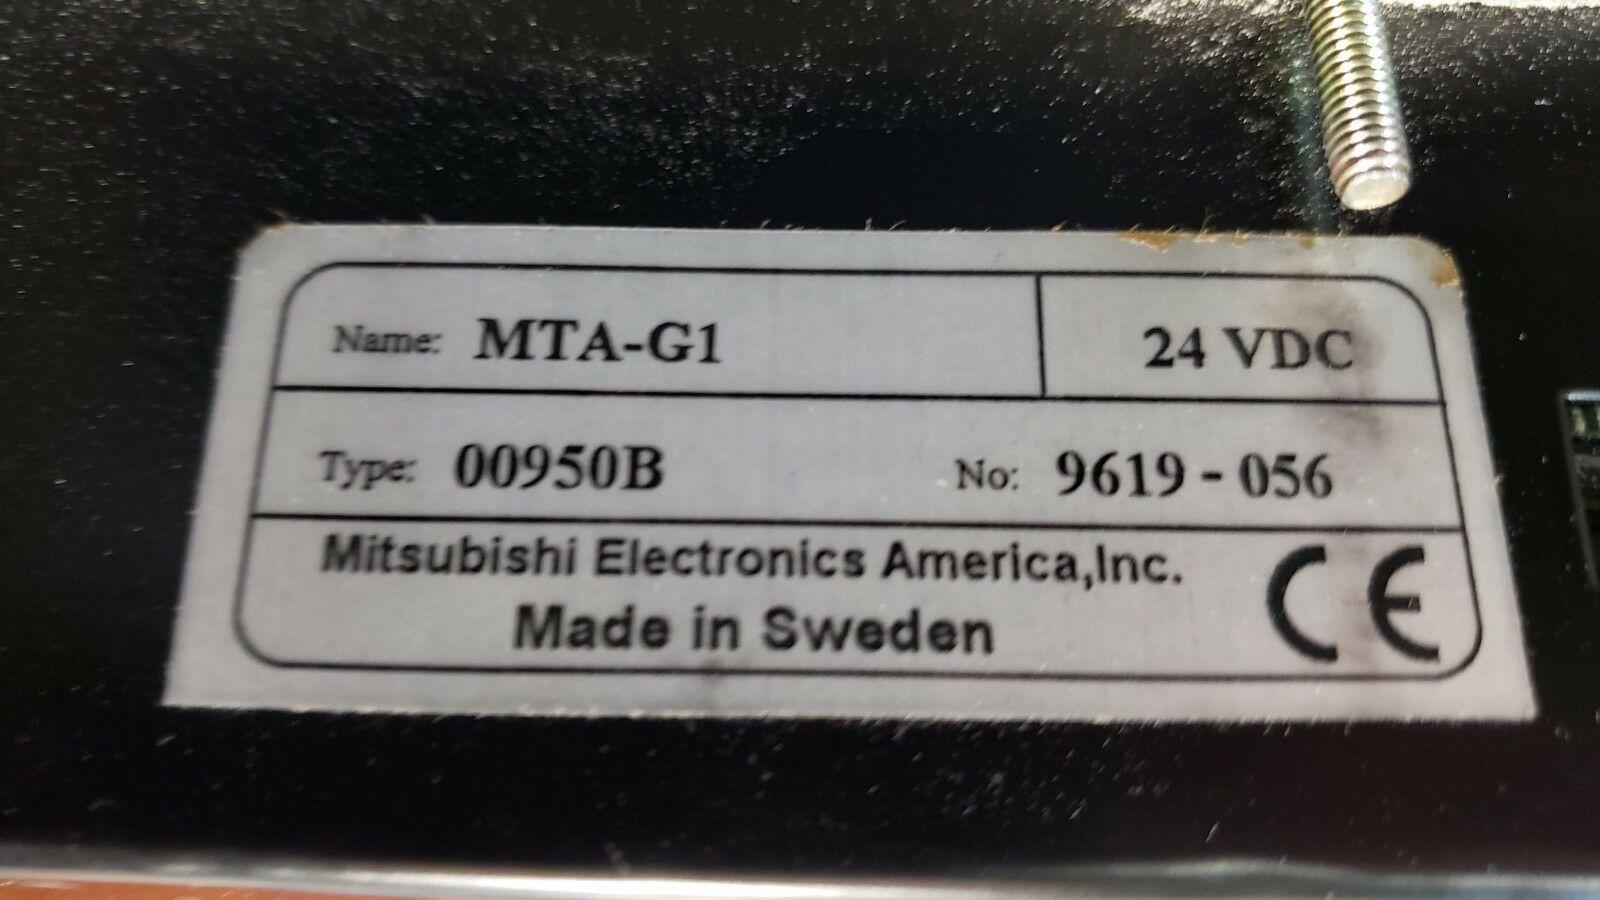 Name: MTA-G1 24 VDC
Type: 00950B No: 9619 - 056
Mitsubishi Electronics America,Inc.
Made in Sweden CE